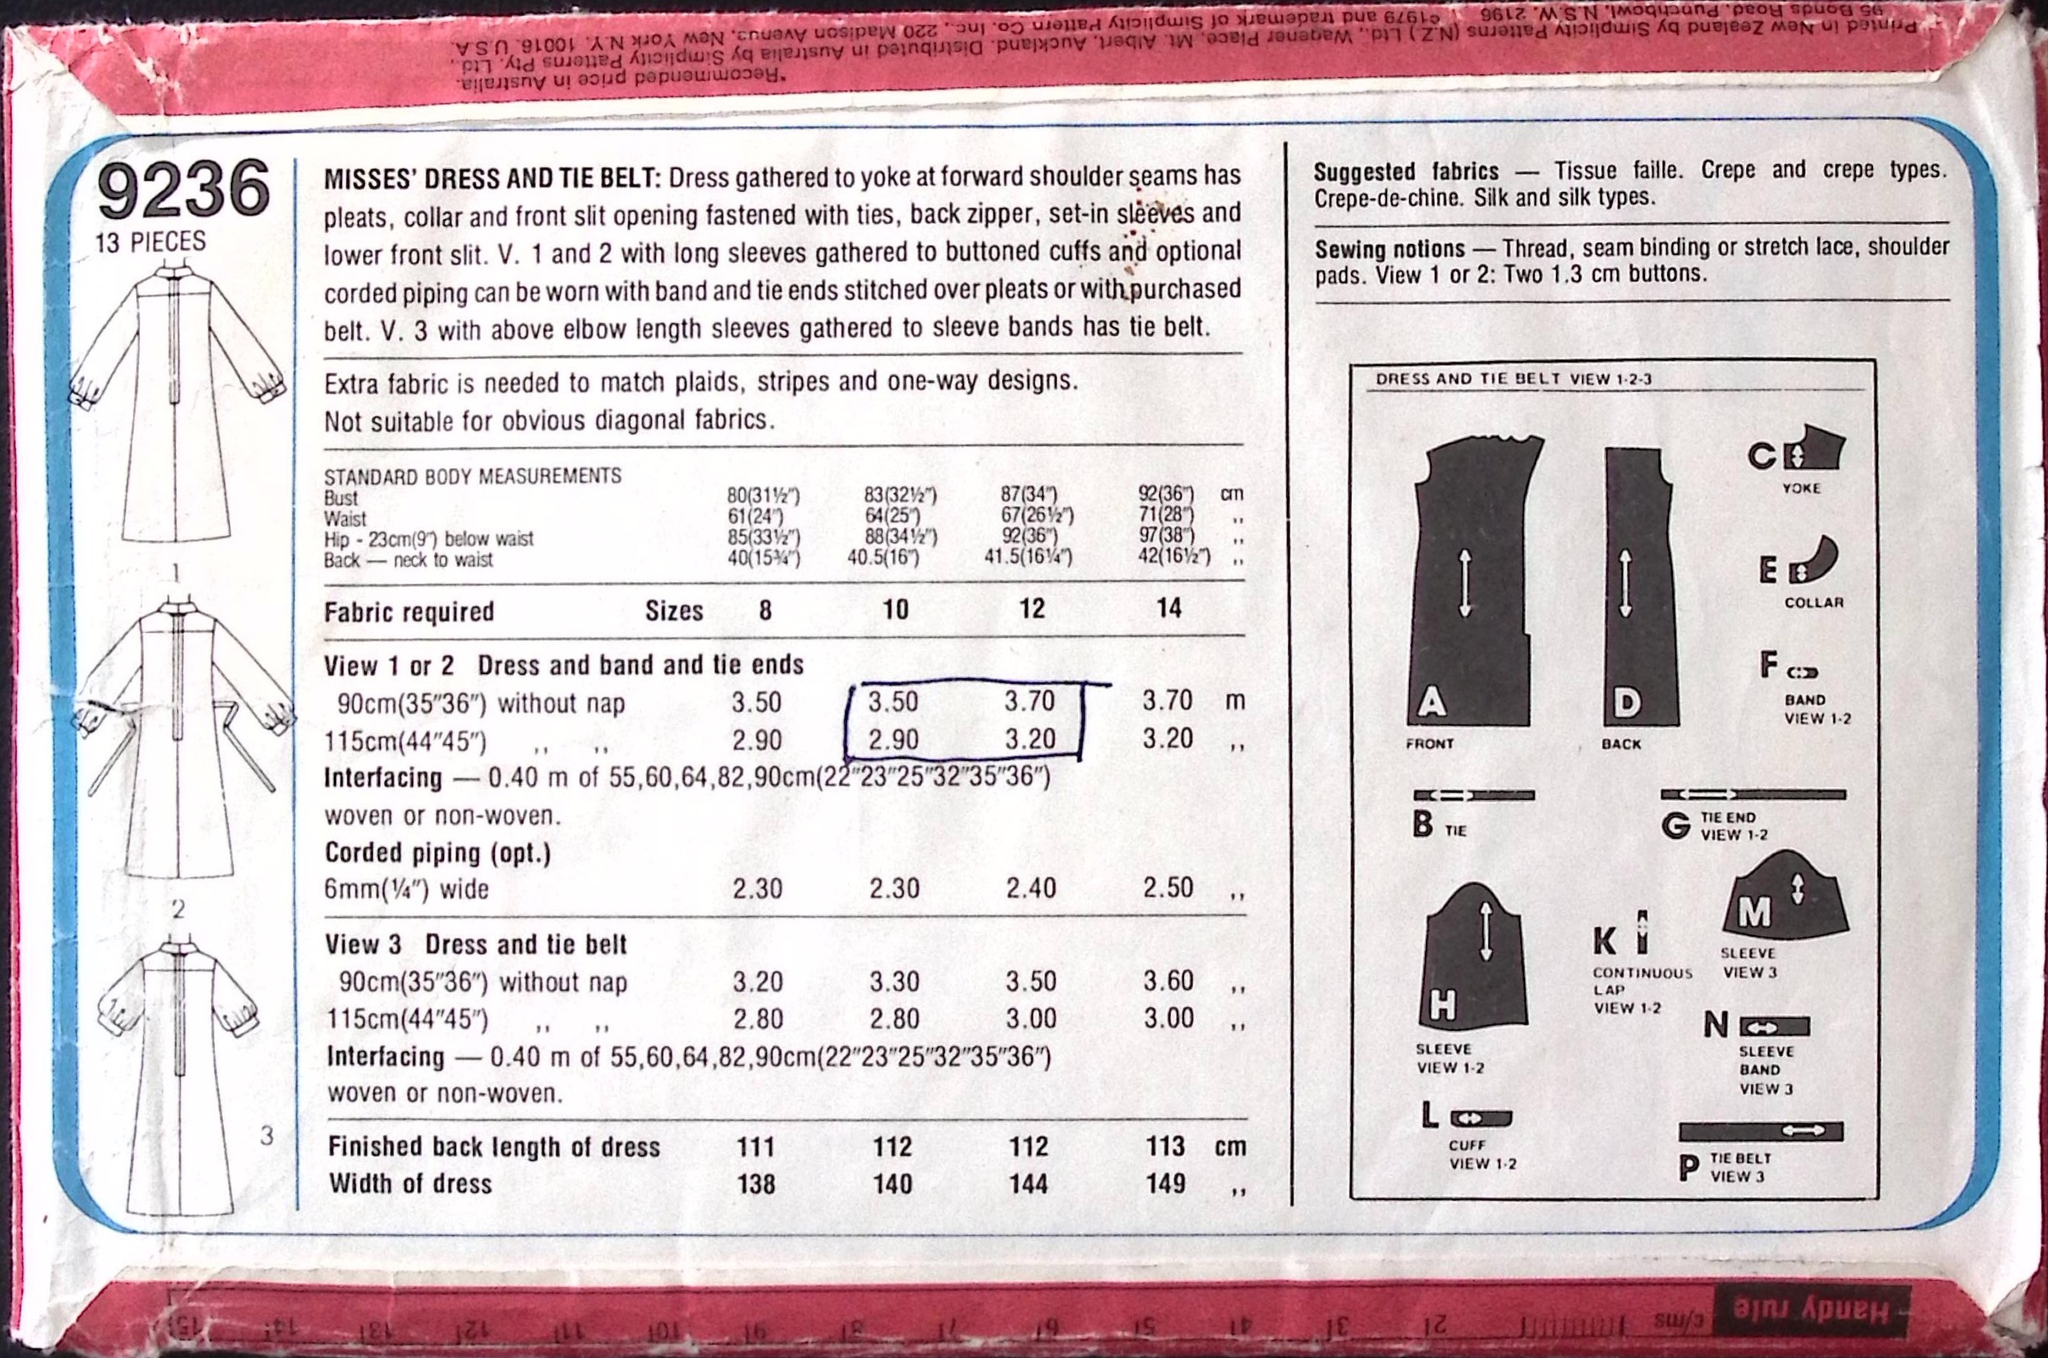 *Recommended price in Australia.
Printed in New Zealand by Simplicity Patterns (N.Z.) Ltd., Wagener Place, Mt. Albert, Auckland. Distributed in Australia by Simplicity Patterns Pty. Ltd.,
95 Bonds Road, Punchbowl, N.S.W. 2196 ©1979 and trademark of Simplicity Pattern Co. Inc., 220 Madison Avenue, New York N.Y. 10016. U.S.A.
9236
13 PIECES
1
2
3
MISSES' DRESS AND TIE BELT: Dress gathered to yoke at forward shoulder seams has
pleats, collar and front slit opening fastened with ties, back zipper, set-in sleeves and
lower front slit. V. 1 and 2 with long sleeves gathered to buttoned cuffs and optional
corded piping can be worn with band and tie ends stitched over pleats or with purchased
belt. V. 3 with above elbow length sleeves gathered to sleeve bands has tie belt.
Extra fabric is needed to match plaids, stripes and one-way designs.
Not suitable for obvious diagonal fabrics.
STANDARD BODY MEASUREMENTS
Bust 80(31½") 83(32½") 87(34") 92(36") cm
Waist 61(24") 64(25") 67(26½") 71(28") ,,
Hip - 23cm(9") below waist 85(33½") 88(34½") 92(36") 97(38") ,,
Back — neck to waist 40(15¾") 40.5(16") 41.5(16¼") 42(16½") ,,
Fabric required Sizes 8 10 12 14
View 1 or 2 Dress and band and tie ends
90cm(35"36") without nap 3.50 3.50 3.70 3.70 m
115cm(44"45") ,, ,, 2.90 2.90 3.20 3.20 ,,
Interfacing — 0.40 m of 55,60,64,82,90cm(22"23"25"32"35"36")
woven or non-woven.
Corded piping (opt.)
6mm(¼") wide 2.30 2.30 2.40 2.50 ,,
View 3 Dress and tie belt
90cm(35"36") without nap 3.20 3.30 3.50 3.60 ,,
115cm(44"45") ,, ,, 2.80 2.80 3.00 3.00 ,,
Interfacing — 0.40 m of 55,60,64,82,90cm(22"23"25"32"35"36")
woven or non-woven.
Finished back length of dress 111 112 112 113 cm
Width of dress 138 140 144 149 ,,
Suggested fabrics — Tissue faille. Crepe and crepe types.
Crepe-de-chine. Silk and silk types.
Sewing notions — Thread, seam binding or stretch lace, shoulder
pads. View 1 or 2: Two 1.3 cm buttons.
DRESS AND TIE BELT VIEW 1-2-3
A
FRONT
D
BACK
C
YOKE
E
COLLAR
F
BAND
VIEW 1-2
B TIE
G TIE END
VIEW 1-2
H
SLEEVE
VIEW 1-2
K
CONTINUOUS
LAP
VIEW 1-2
M
SLEEVE
VIEW 3
N
SLEEVE
BAND
VIEW 3
L
CUFF
VIEW 1-2
P TIE BELT
VIEW 3
Handy rule
c/ms 2 3 4 5 6 7 8 9 10 11 12 13 14 15